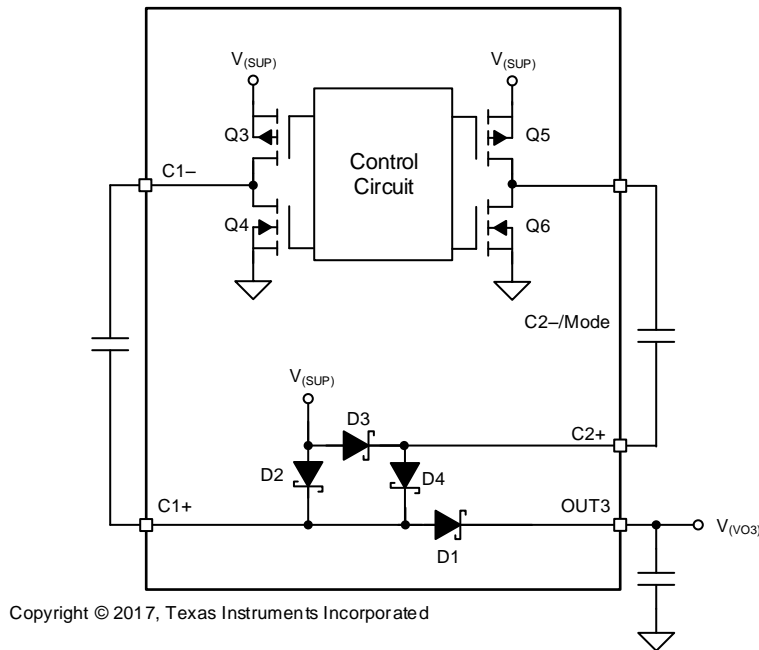 V(SUP)
V(SUP)
Q3
Q5
Control
Circuit
C1–
Q4
Q6
C2–/Mode
V(SUP)
D3
C2+
D2
D4
C1+
OUT3
V(VO3)
D1
Copyright © 2017, Texas Instruments Incorporated